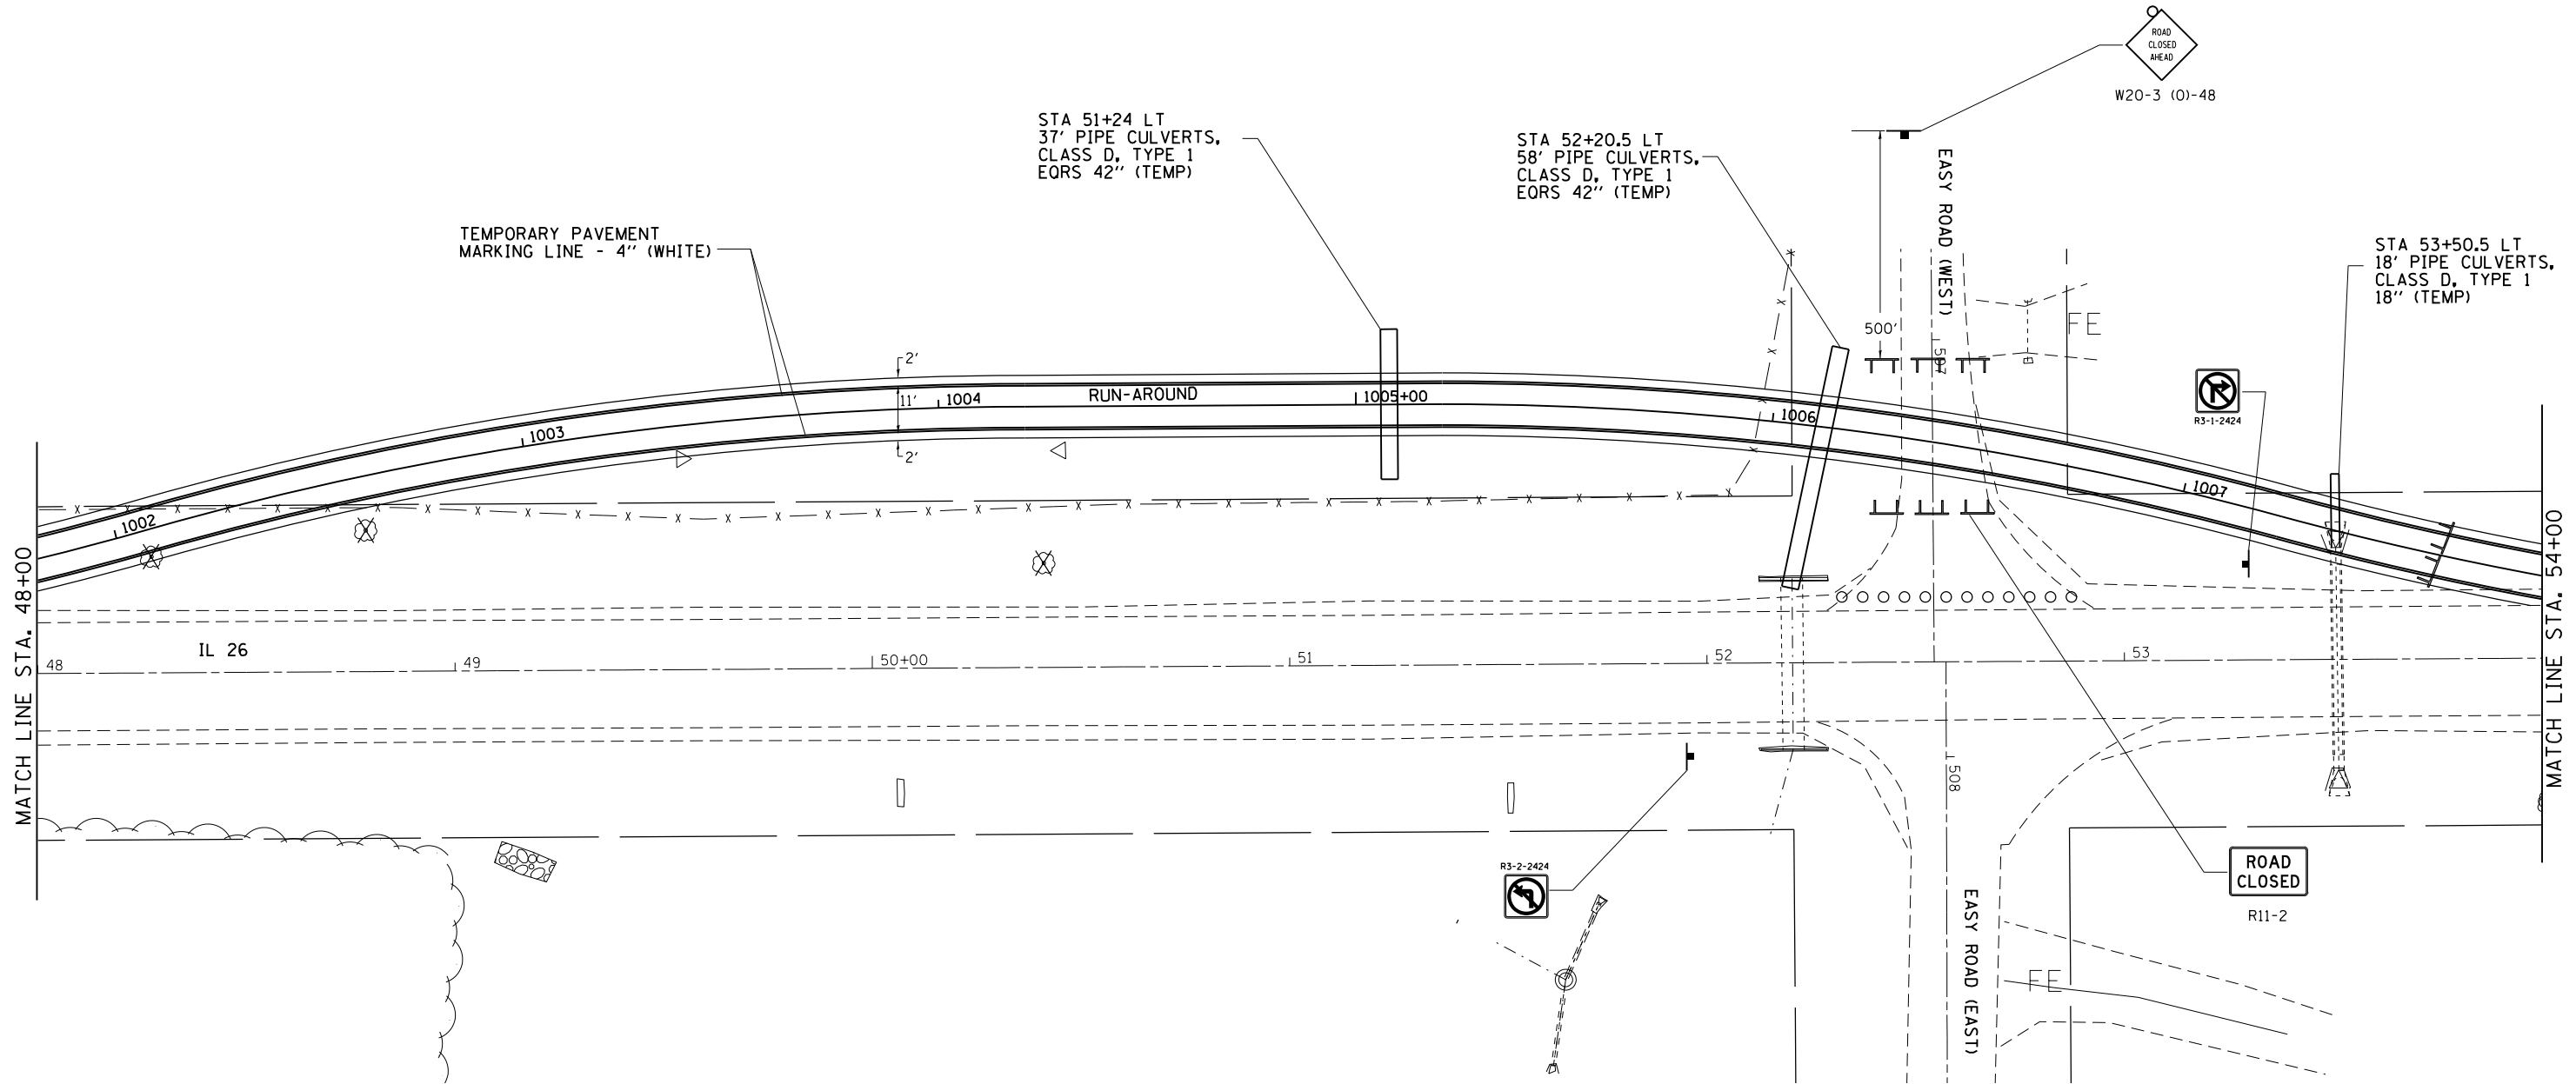 ROAD
CLOSED
AHEAD
W20-3 (O)-48
STA 51+24 LT
37' PIPE CULVERTS,
CLASS D, TYPE 1
EQRS 42'' (TEMP)
STA 52+20.5 LT
58' PIPE CULVERTS,
CLASS D, TYPE 1
EQRS 42'' (TEMP)
EASY ROAD (WEST)
TEMPORARY PAVEMENT
MARKING LINE - 4'' (WHITE)
STA 53+50.5 LT
18' PIPE CULVERTS,
CLASS D, TYPE 1
18'' (TEMP)
500'
FE
507
2'
11'
2'
R3-1-2424
1002
1003
1004
RUN-AROUND
1005+00
1006
1007
MATCH LINE STA. 48+00
MATCH LINE STA. 54+00
IL 26
48
49
50+00
51
52
53
508
R3-2-2424
ROAD
CLOSED
R11-2
EASY ROAD (EAST)
FE